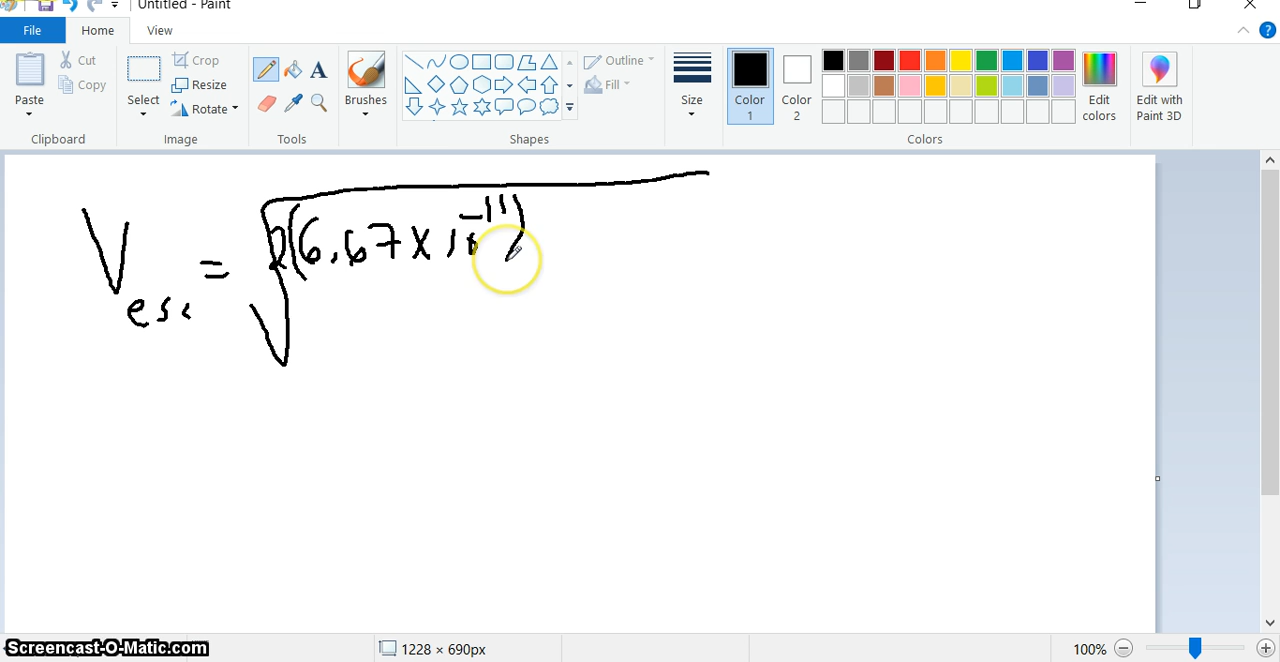 Untitled - Paint
File Home View
Paste Cut Copy Select Crop Resize Rotate Brushes Outline Fill Size Color 1 Color 2 Edit colors Edit with Paint 3D
Clipboard Image Tools Shapes Colors
V esc = √2(6.67 x 10 -11)
1228 × 690px 100%
Screencast-O-Matic.com